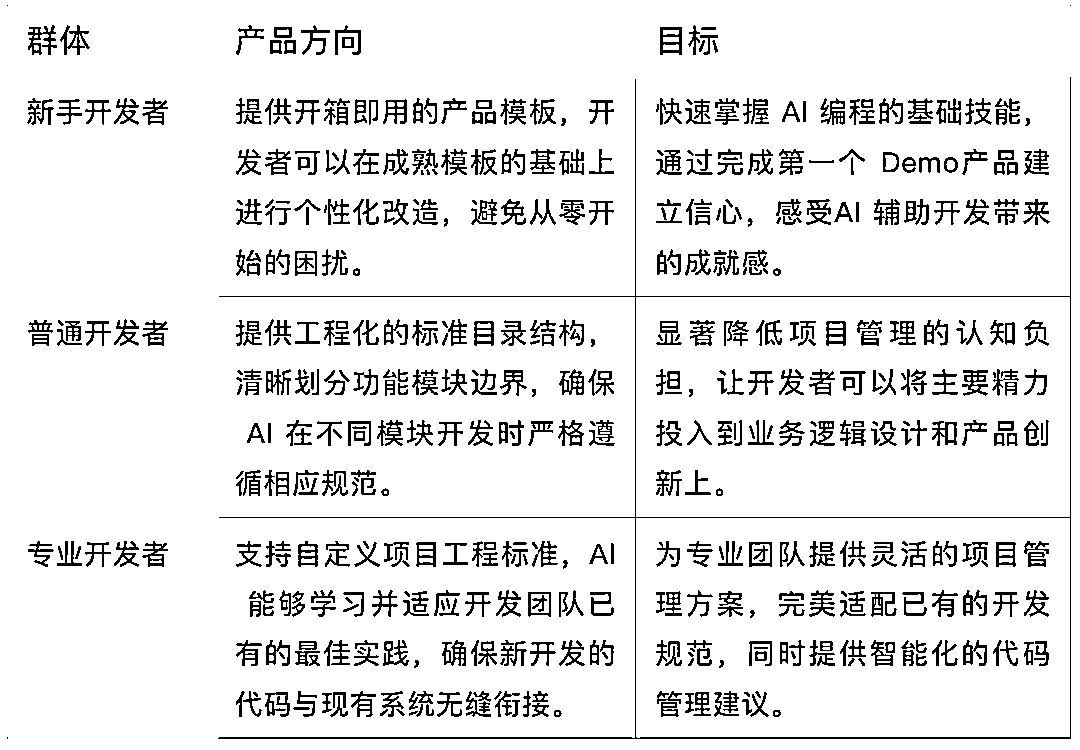 群体 产品方向 目标
新手开发者
提供开箱即用的产品模板，开
发者可以在成熟模板的基础上
进行个性化改造，避免从零开
始的困扰。
快速掌握 AI 编程的基础技能，
通过完成第一个 Demo产品建
立信心，感受AI 辅助开发带来
的成就感。
普通开发者
提供工程化的标准目录结构，
清晰划分功能模块边界，确保
AI 在不同模块开发时严格遵
循相应规范。
显著降低项目管理的认知负
担，让开发者可以将主要精力
投入到业务逻辑设计和产品创
新上。
专业开发者
支持自定义项目工程标准，AI
能够学习并适应开发团队已
有的最佳实践，确保新开发的
代码与现有系统无缝衔接。
为专业团队提供灵活的项目管
理方案，完美适配已有的开发
规范，同时提供智能化的代码
管理建议。